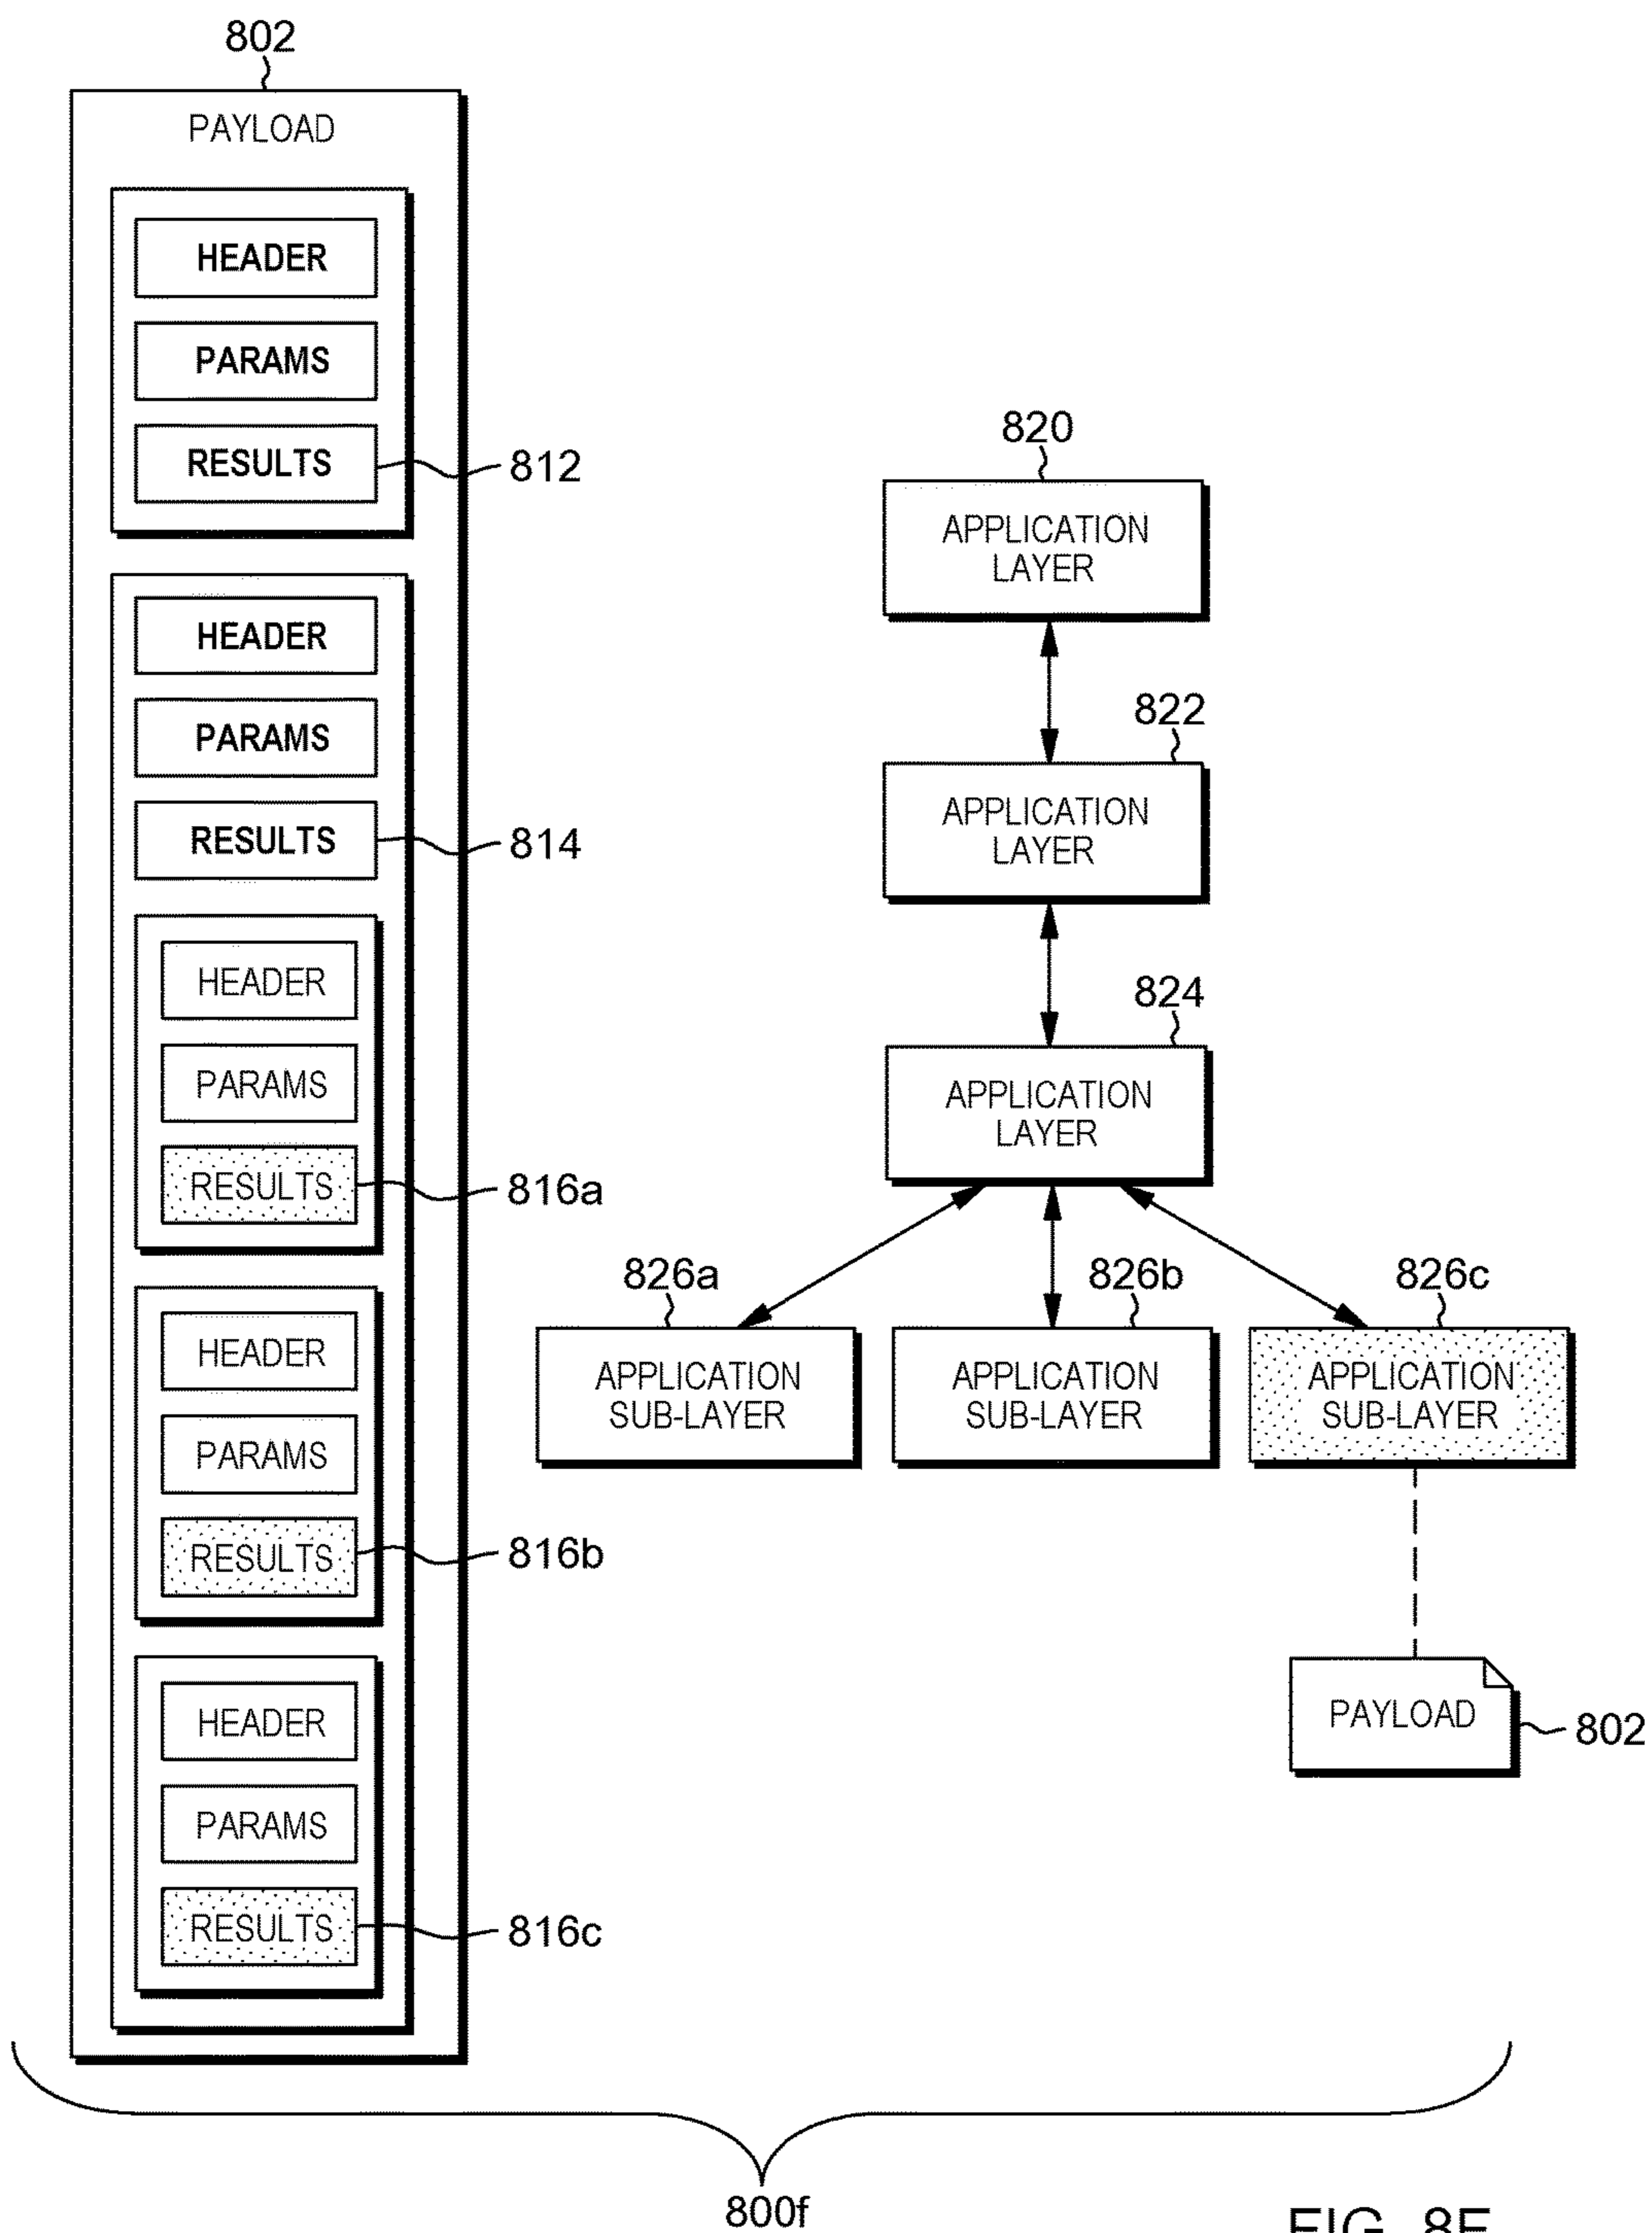 802
PAYLOAD
HEADER
PARAMS
RESULTS
812
HEADER
PARAMS
RESULTS
814
HEADER
PARAMS
RESULTS
816a
HEADER
PARAMS
RESULTS
816b
HEADER
PARAMS
RESULTS
816c
820
APPLICATION
LAYER
822
APPLICATION
LAYER
824
APPLICATION
LAYER
826a
APPLICATION
SUB-LAYER
826b
APPLICATION
SUB-LAYER
826c
APPLICATION
SUB-LAYER
PAYLOAD
802
800f
FIG.